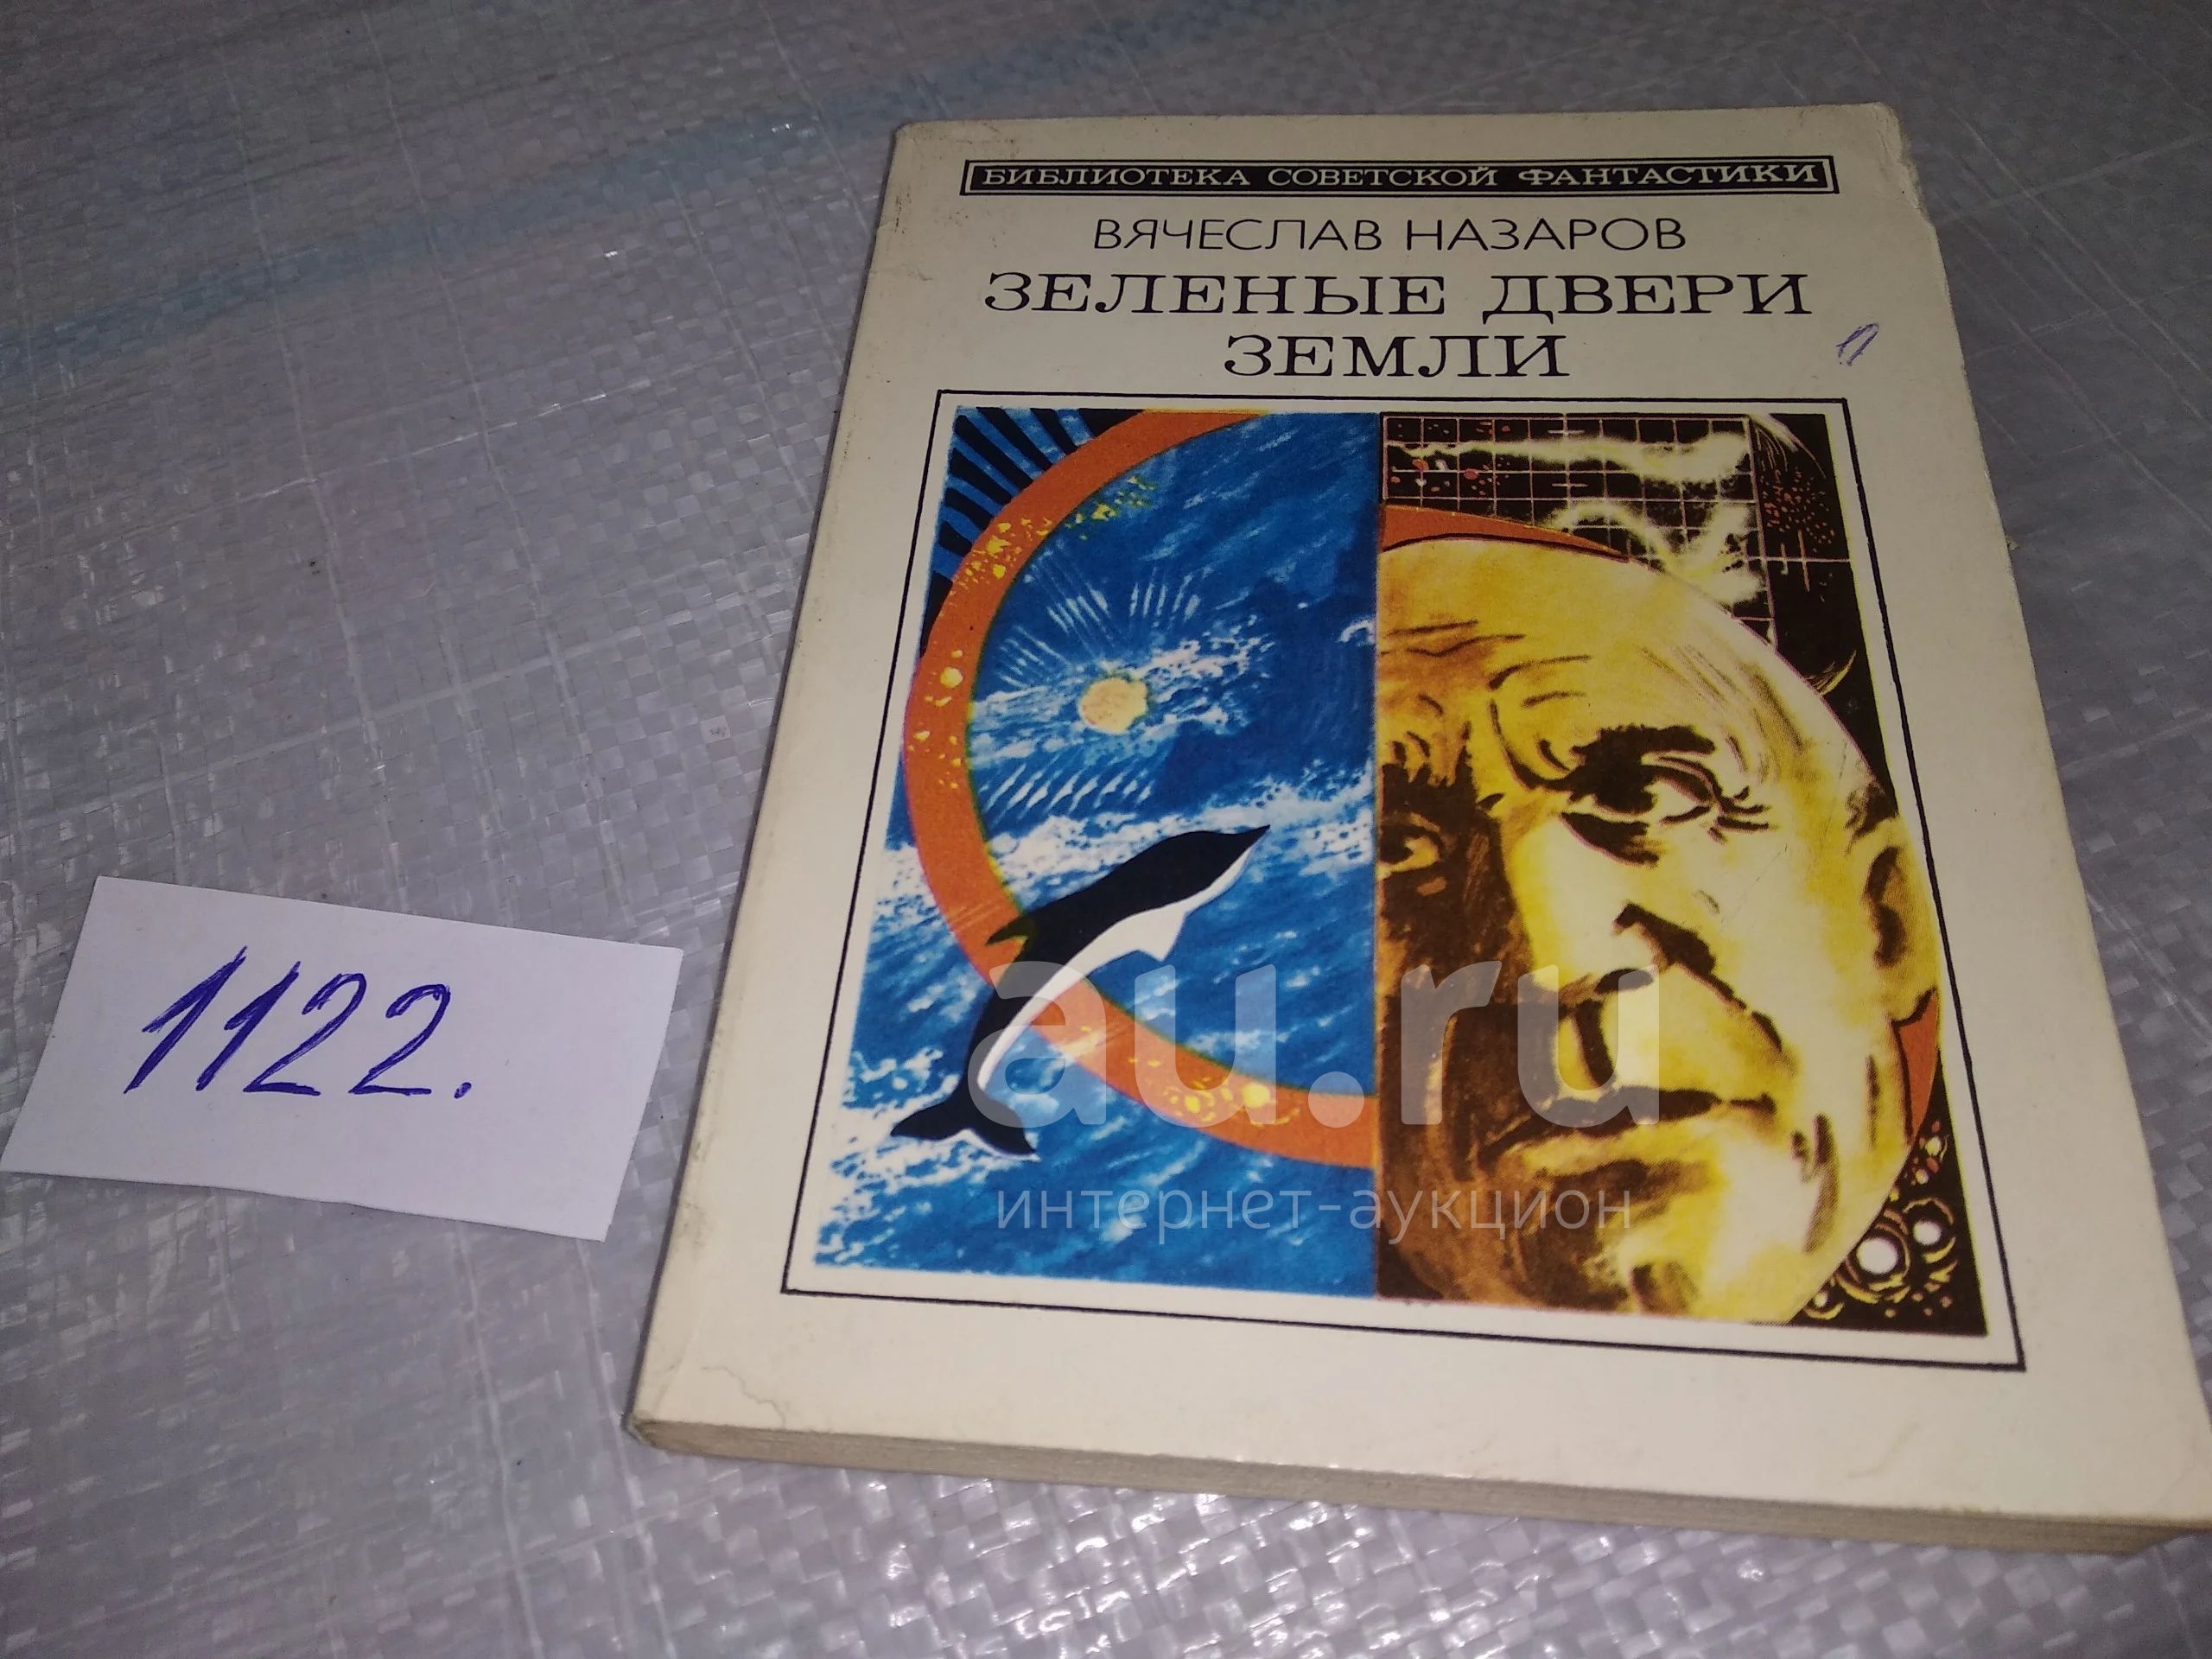 БИБЛИОТЕКА СОВЕТСКОЙ ФАНТАСТИКИ
ВЯЧЕСЛАВ НАЗАРОВ
ЗЕЛЕНЫЕ ДВЕРИ
ЗЕМЛИ
1122.
au.ru
интернет-аукцион